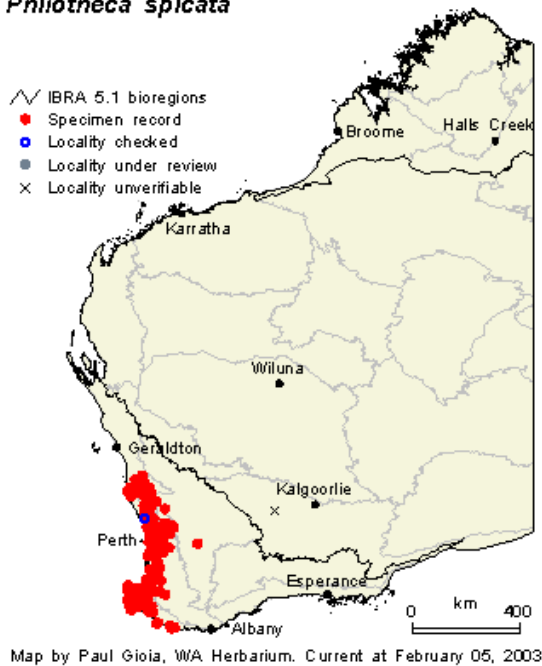 Philotheca spicata
IBRA 5.1 bioregions
Specimen record
Locality checked
Locality under review
Locality unverifiable
Broome
Halls Creek
Karratha
Wiluna
Geraldton
Kalgoorlie
Perth
Esperance
Albany
km
0 400
Map by Paul Gioia, WA Herbarium. Current at February 05, 2003